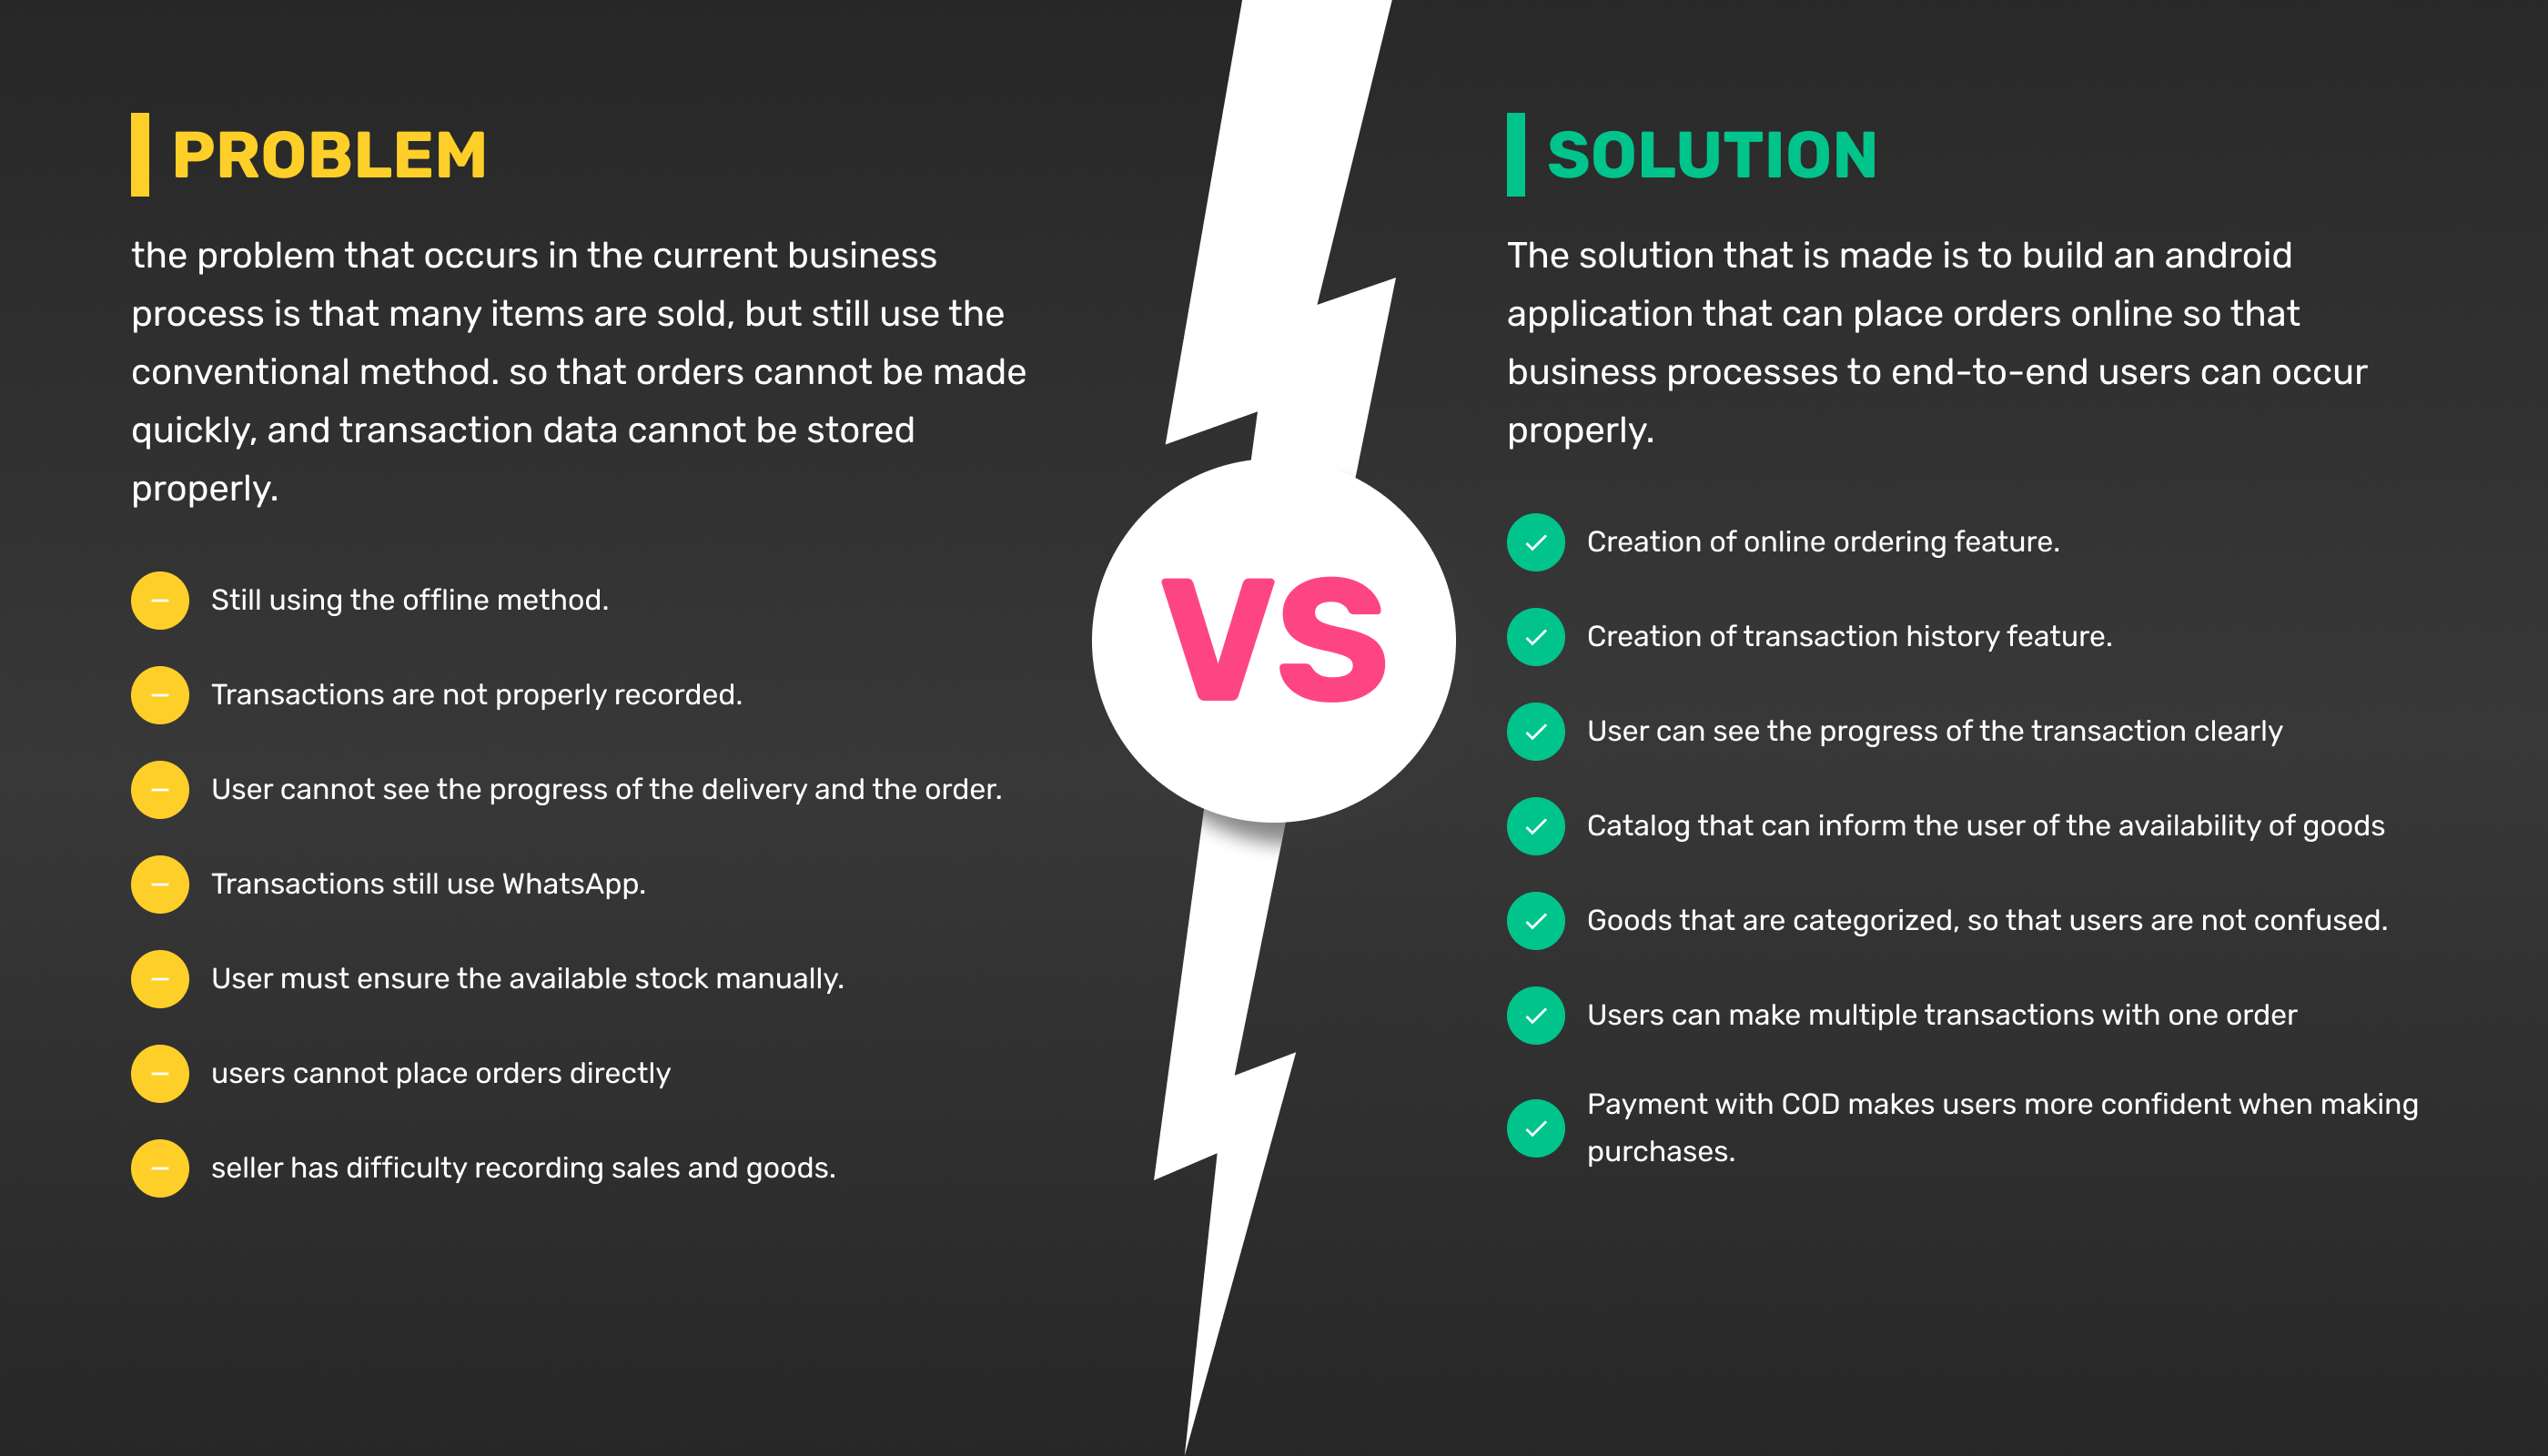 PROBLEM
the problem that occurs in the current business
process is that many items are sold, but still use the
conventional method. so that orders cannot be made
quickly, and transaction data cannot be stored
properly.
Still using the offline method.
Transactions are not properly recorded.
User cannot see the progress of the delivery and the order.
Transactions still use WhatsApp.
User must ensure the available stock manually.
users cannot place orders directly
seller has difficulty recording sales and goods.
VS
SOLUTION
The solution that is made is to build an android
application that can place orders online so that
business processes to end-to-end users can occur
properly.
Creation of online ordering feature.
Creation of transaction history feature.
User can see the progress of the transaction clearly
Catalog that can inform the user of the availability of goods
Goods that are categorized, so that users are not confused.
Users can make multiple transactions with one order
Payment with COD makes users more confident when making
purchases.